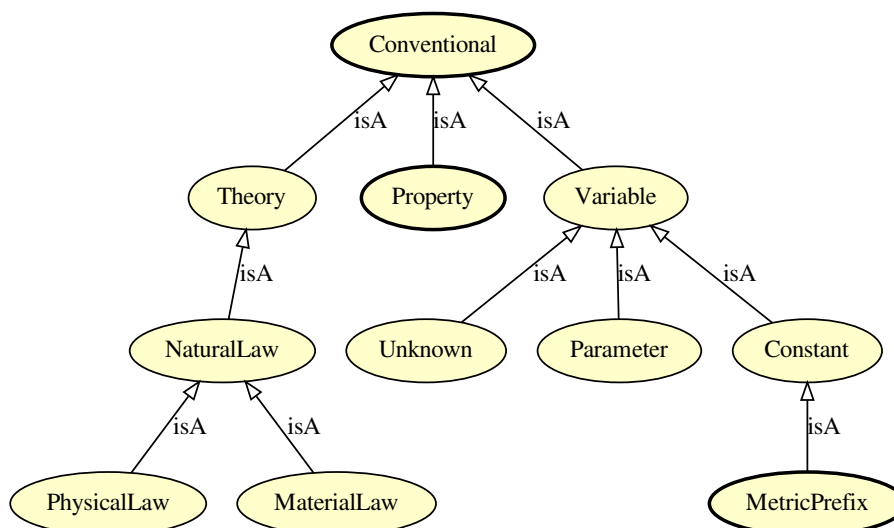 Conventional
isA
isA
isA
Theory
Property
Variable
isA
isA
isA
isA
NaturalLaw
Unknown
Parameter
Constant
isA
isA
isA
PhysicalLaw
MaterialLaw
MetricPrefix